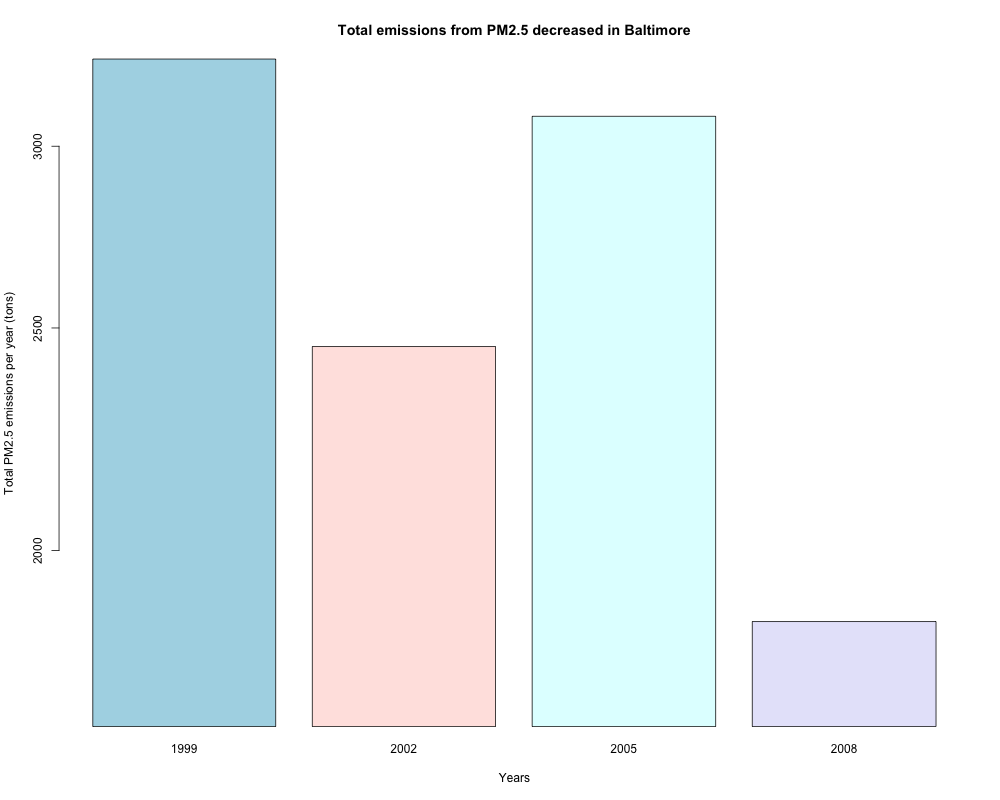 Total emissions from PM2.5 decreased in Baltimore
Total PM2.5 emissions per year (tons)
3000
2500
2000
1999 2002 2005 2008
Years